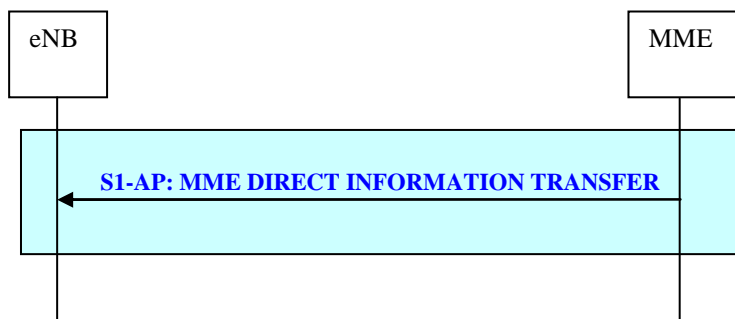 eNB
MME
S1-AP: MME DIRECT INFORMATION TRANSFER